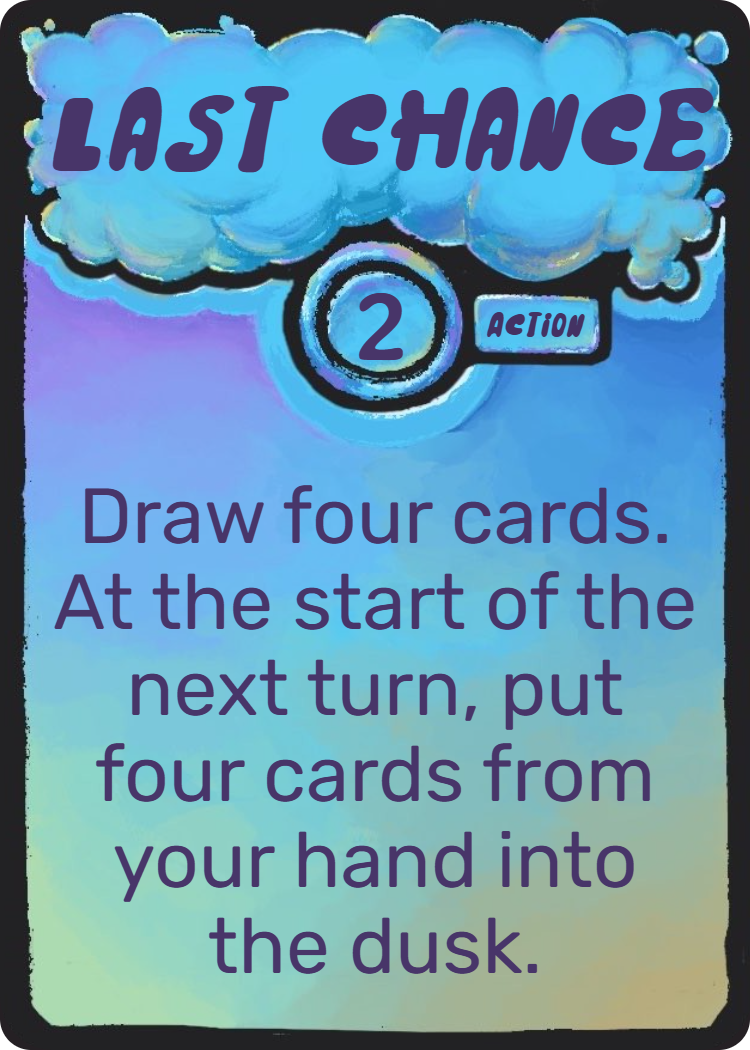 LAST CHANCE
2
ACTION
Draw four cards.
At the start of the
next turn, put
four cards from
your hand into
the dusk.